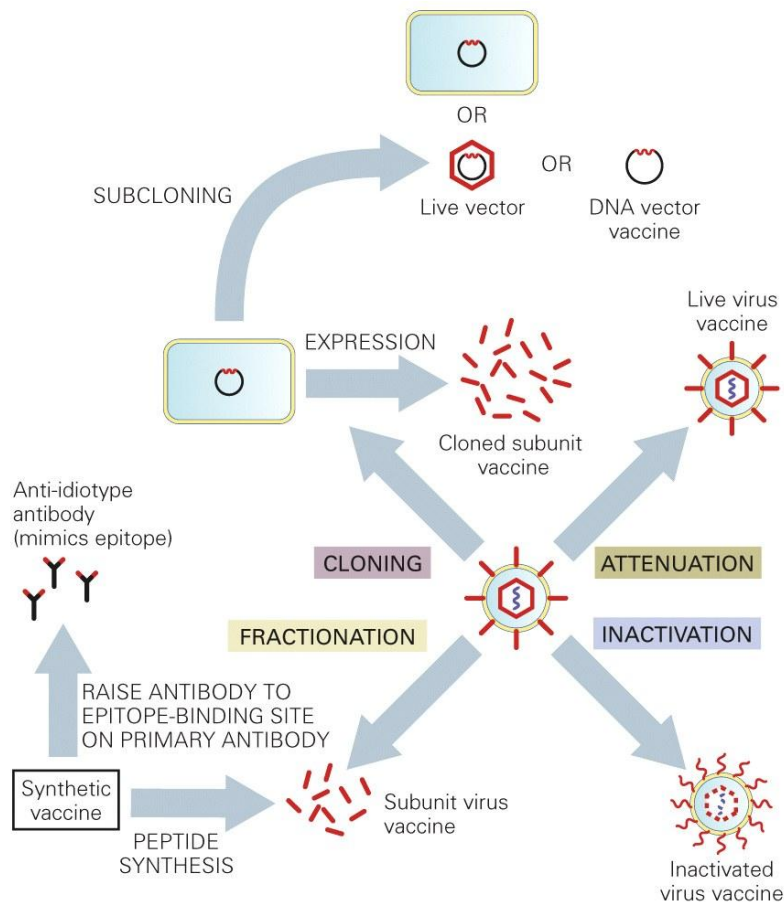 OR
SUBCLONING
OR
Live vector
DNA vector
vaccine
Live virus
vaccine
EXPRESSION
Cloned subunit
vaccine
Anti-idiotype
antibody
(mimics epitope)
CLONING
ATTENUATION
FRACTIONATION
INACTIVATION
RAISE ANTIBODY TO
EPITOPE-BINDING SITE
ON PRIMARY ANTIBODY
Synthetic
vaccine
PEPTIDE
SYNTHESIS
Subunit virus
vaccine
Inactivated
virus vaccine